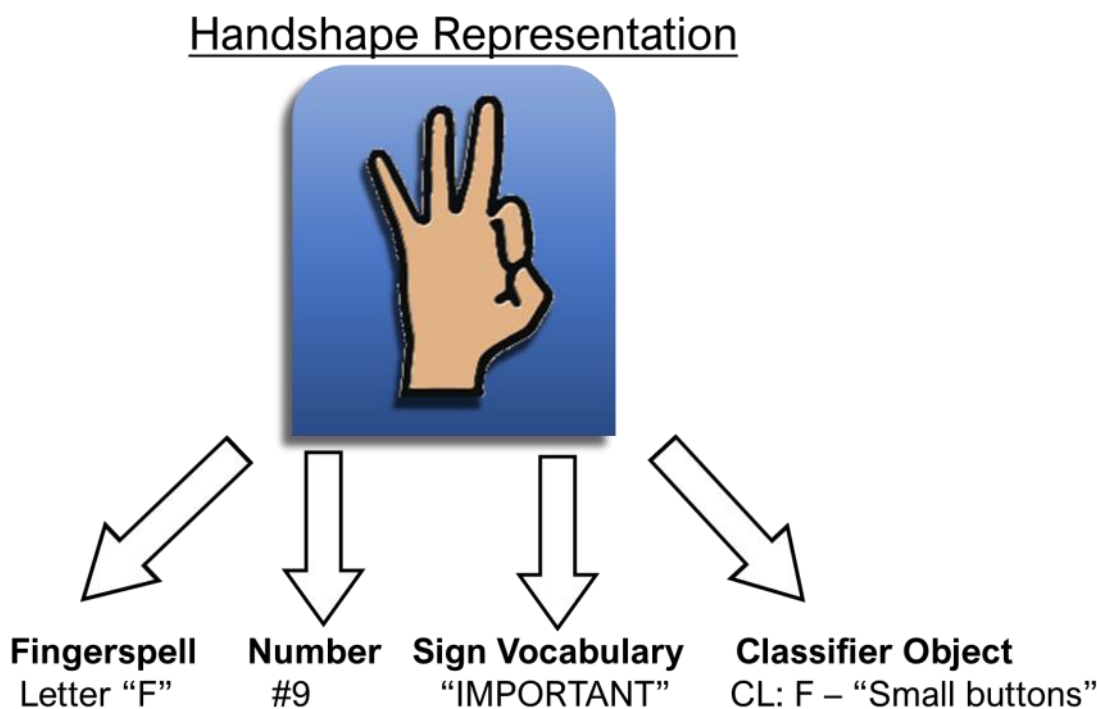 Handshape Representation
Fingerspell Number Sign Vocabulary Classifier Object
Letter “F” #9 “IMPORTANT” CL: F – “Small buttons”